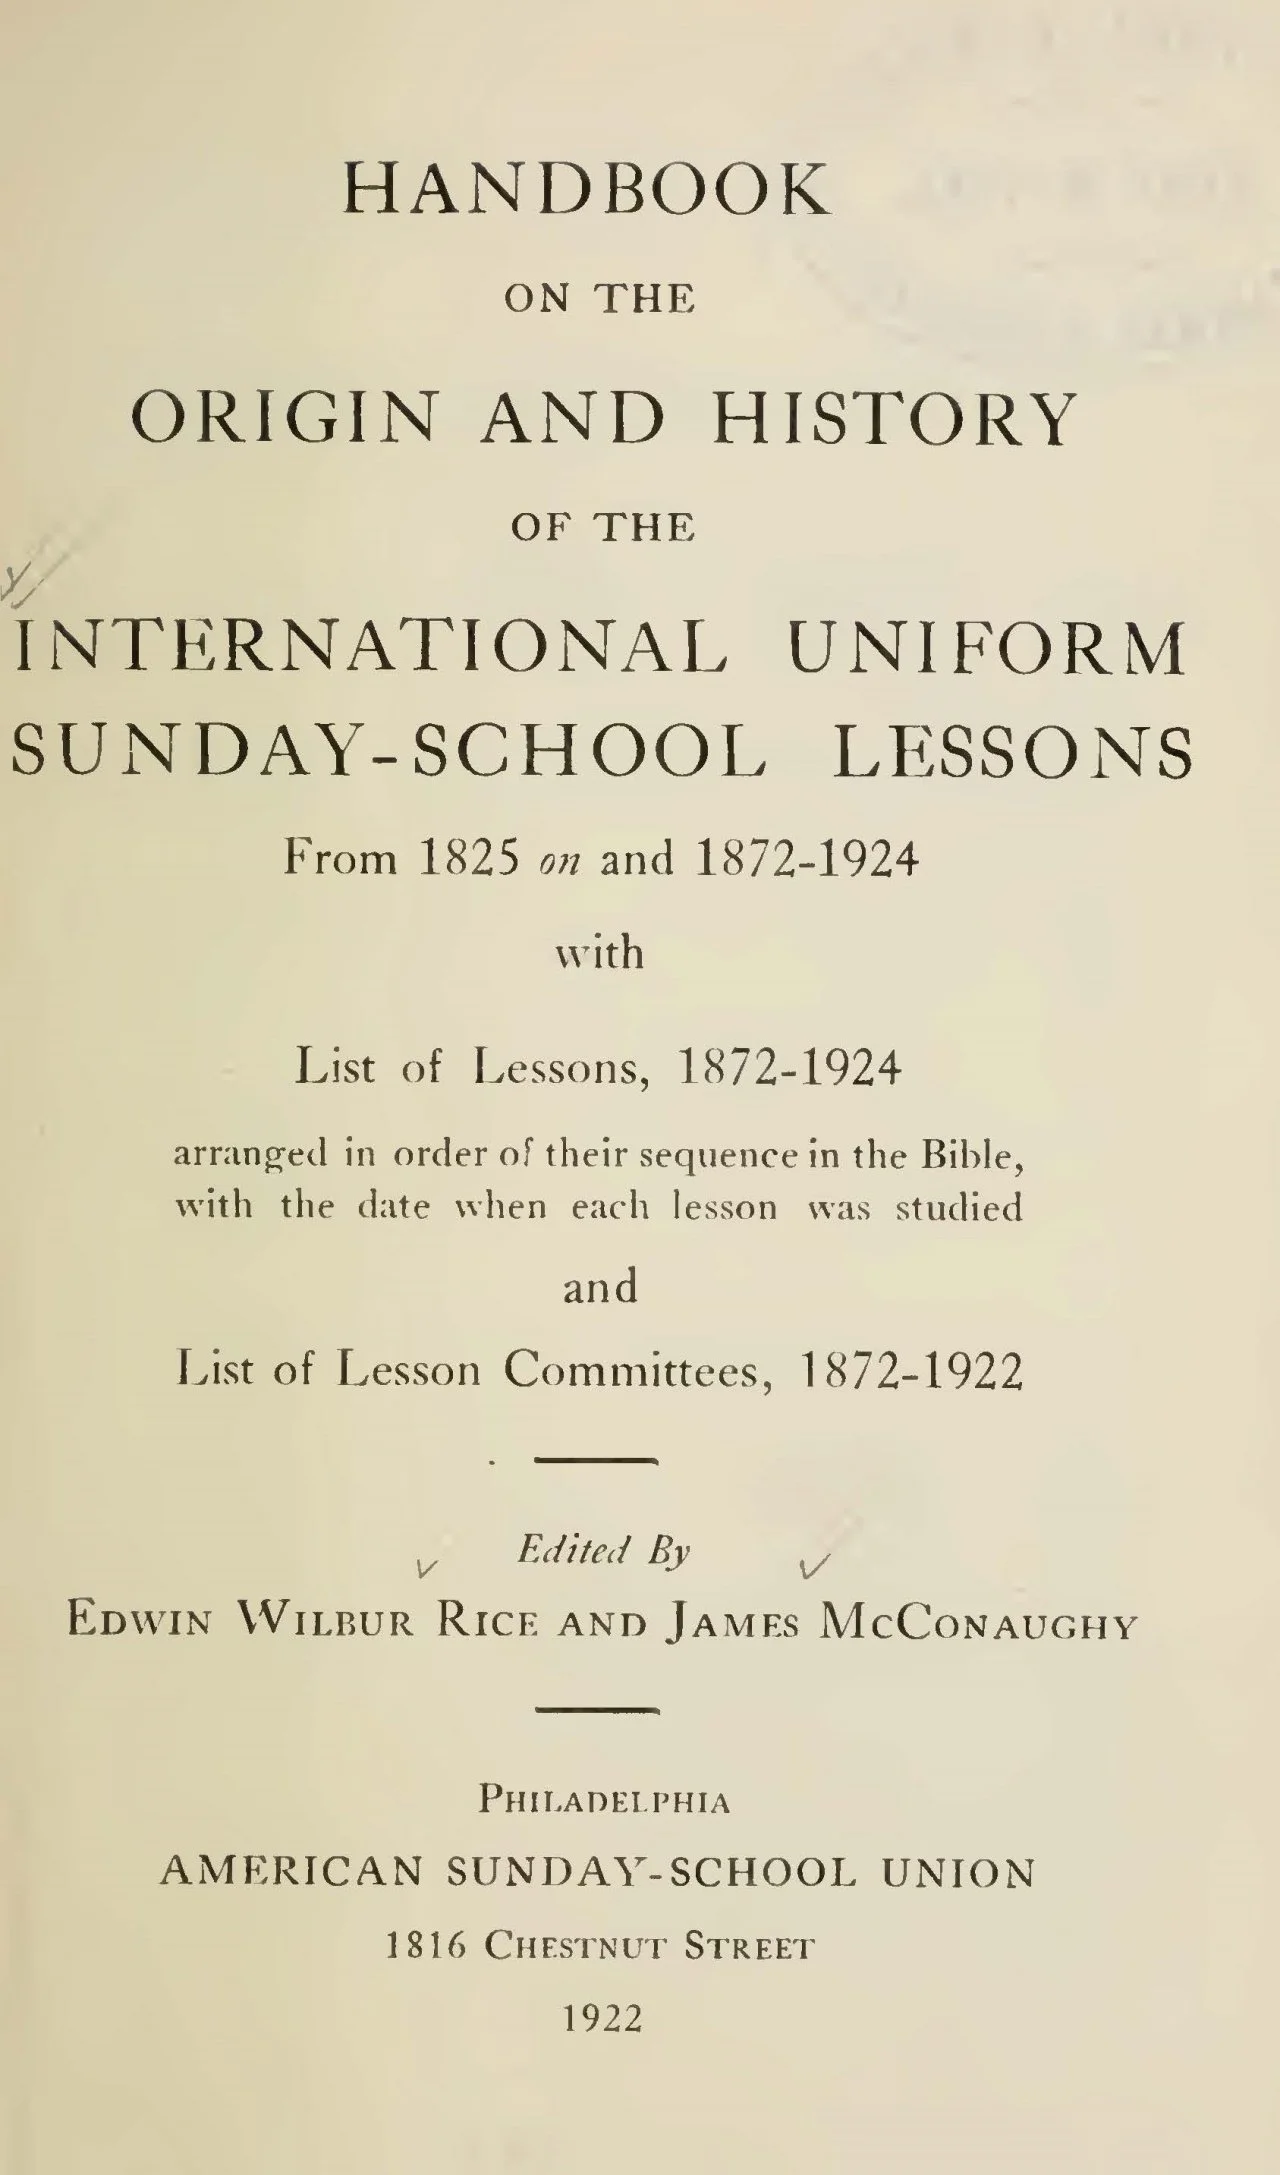 HANDBOOK
ON THE
ORIGIN AND HISTORY
OF THE
INTERNATIONAL UNIFORM
SUNDAY-SCHOOL LESSONS
From 1825 on and 1872-1924
with
List of Lessons, 1872-1924
arranged in order of their sequence in the Bible,
with the date when each lesson was studied
and
List of Lesson Committees, 1872-1922
Edited By
EDWIN WILBUR RICE AND JAMES MCCONAUGHY
PHILADELPHIA
AMERICAN SUNDAY-SCHOOL UNION
1816 CHESTNUT STREET
1922